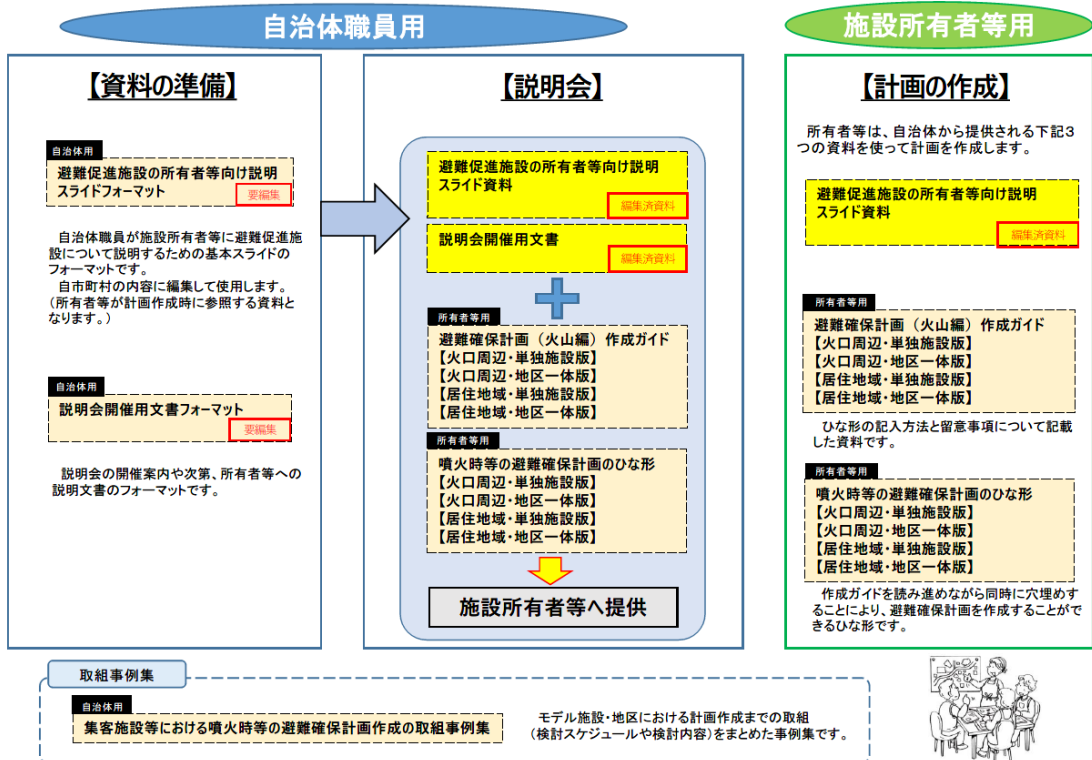 自治体職員用
施設所有者等用
【資料の準備】
自治体用
避難促進施設の所有者等向け説明
スライドフォーマット
要編集
自治体職員が施設所有者等に避難促進施
設について説明するための基本スライドの
フォーマットです。
自市町村の内容に編集して使用します。
(所有者等が計画作成時に参照する資料と
なります。)
自治体用
説明会開催用文書フォーマット
要編集
説明会の開催案内や次第、所有者等への
説明文書のフォーマットです。
【説明会】
避難促進施設の所有者等向け説明
スライド資料
編集済資料
説明会開催用文書
編集済資料
所有者等用
避難確保計画(火山編)作成ガイド
【火口周辺・単独施設版】
【火口周辺・地区一体版】
【居住地域・単独施設版】
【居住地域・地区一体版】
所有者等用
噴火時等の避難確保計画のひな形
【火口周辺・単独施設版】
【火口周辺・地区一体版】
【居住地域・単独施設版】
【居住地域・地区一体版】
施設所有者等へ提供
【計画の作成】
所有者等は、自治体から提供される下記3
つの資料を使って計画を作成します。
避難促進施設の所有者等向け説明
スライド資料
編集済資料
所有者等用
避難確保計画(火山編)作成ガイド
【火口周辺・単独施設版】
【火口周辺・地区一体版】
【居住地域・単独施設版】
【居住地域・地区一体版】
ひな形の記入方法と留意事項について記載
した資料です。
所有者等用
噴火時等の避難確保計画のひな形
【火口周辺・単独施設版】
【火口周辺・地区一体版】
【居住地域・単独施設版】
【居住地域・地区一体版】
作成ガイドを読み進めながら同時に穴埋めす
ることにより、避難確保計画を作成することがで
きるひな形です。
取組事例集
自治体用
集客施設等における噴火時等の避難確保計画作成の取組事例集
モデル施設・地区における計画作成までの取組
(検討スケジュールや検討内容)をまとめた事例集です。